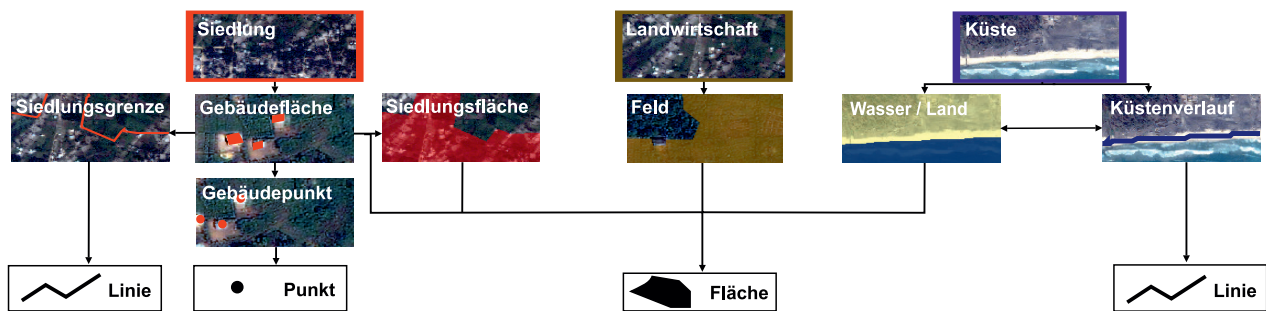 Siedlung
Landwirtschaft
Küste
Siedlungsgrenze
Gebäudefläche
Siedlungsfläche
Feld
Wasser / Land
Küstenverlauf
Gebäudepunkt
Linie
Punkt
Fläche
Linie